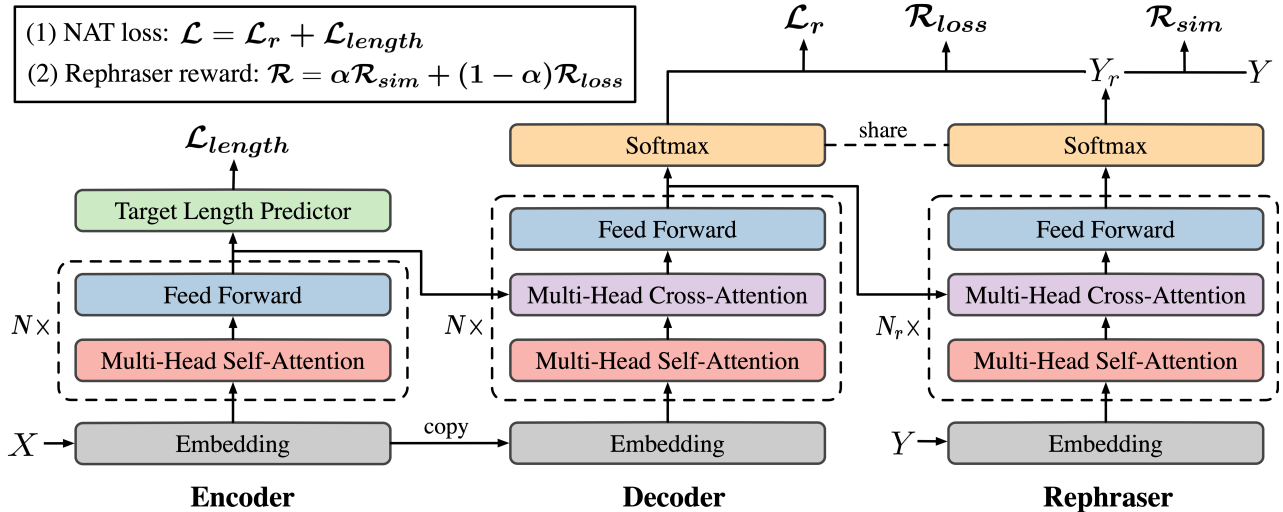 (1) NAT loss: 𝓛 = 𝓛_r + 𝓛_length
(2) Rephraser reward: 𝓡 = α𝓡_sim + (1 − α)𝓡_loss
𝓛_r 𝓡_loss 𝓡_sim
Y_r Y
𝓛_length
Softmax share Softmax
Target Length Predictor
Feed Forward Feed Forward
Feed Forward Multi-Head Cross-Attention Multi-Head Cross-Attention
N× N× N_r×
Multi-Head Self-Attention Multi-Head Self-Attention Multi-Head Self-Attention
X Embedding copy Embedding Y Embedding
Encoder Decoder Rephraser